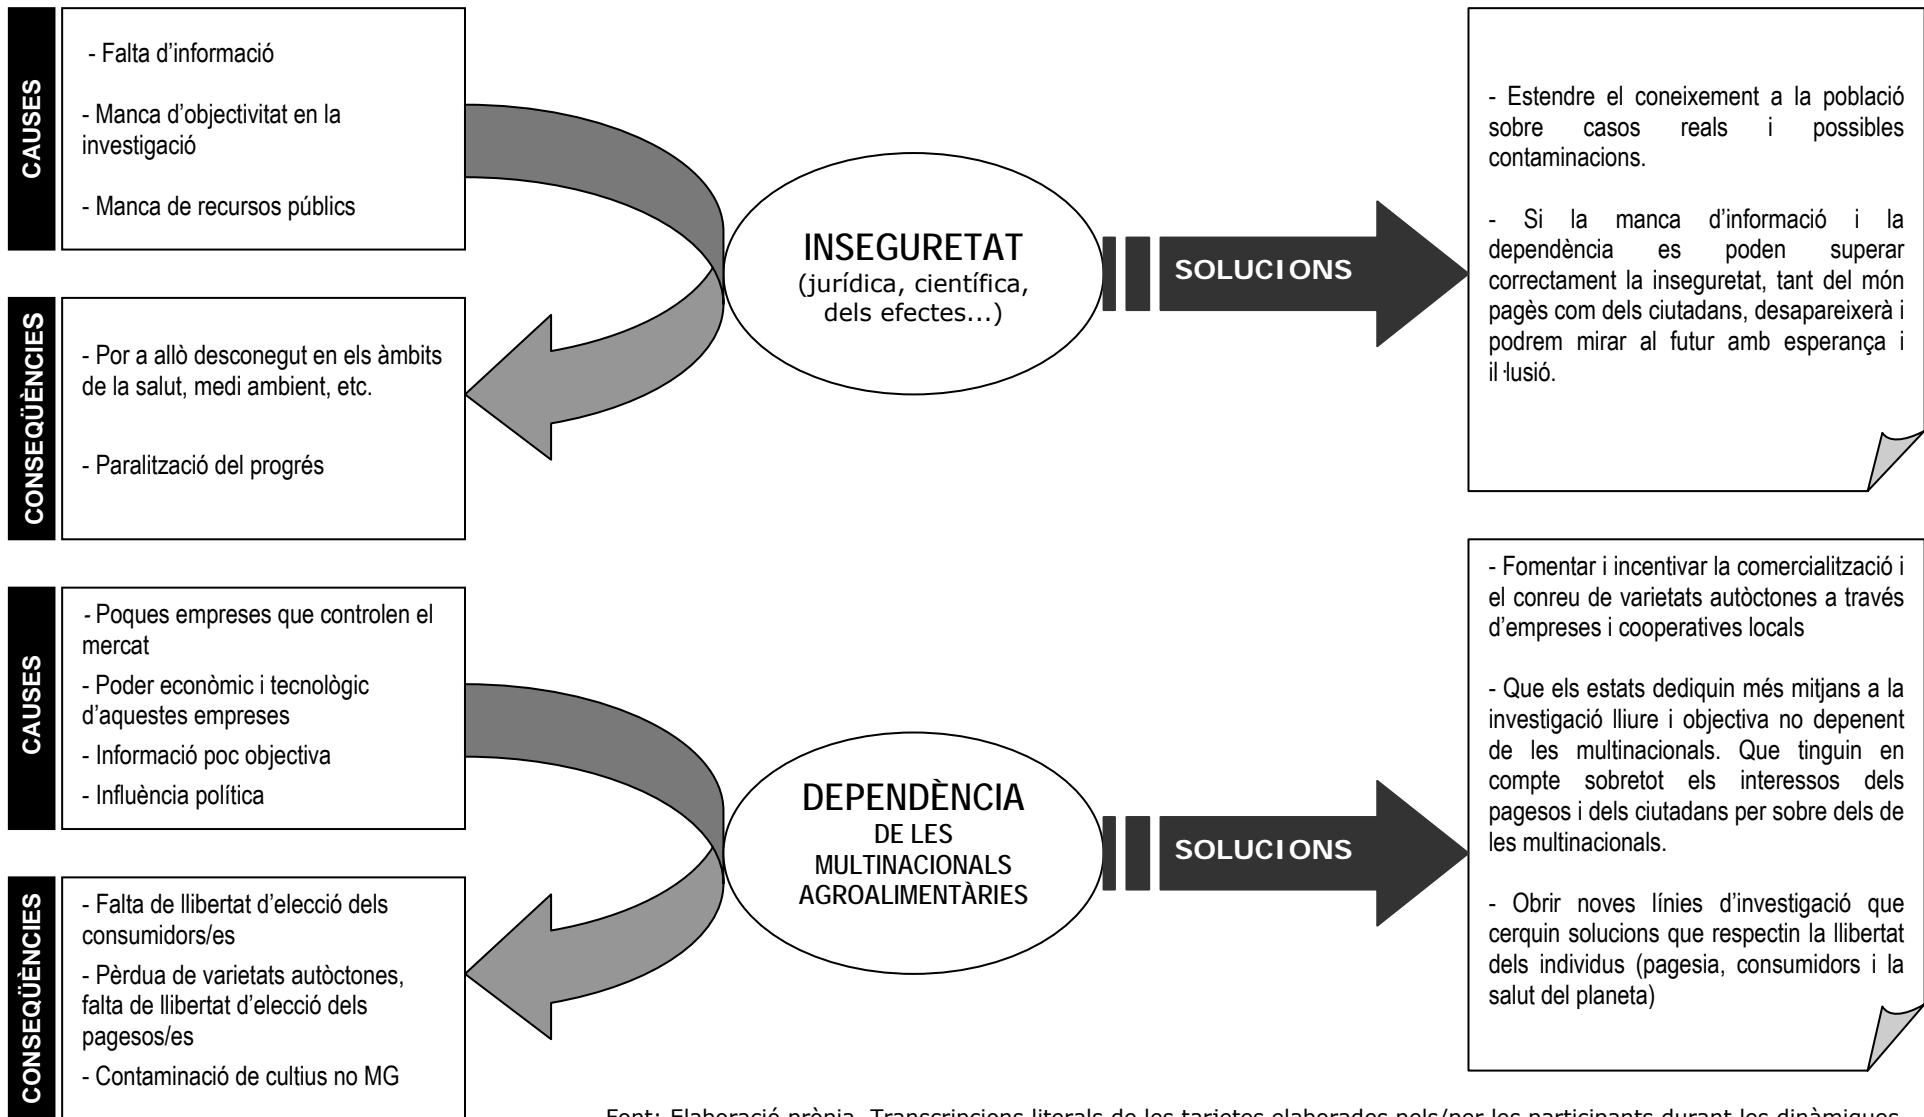 CAUSES
- Falta d’informació
- Manca d’objectivitat en la
investigació
- Manca de recursos públics
CONSEQÜÈNCIES
- Por a allò desconegut en els àmbits
de la salut, medi ambient, etc.
- Paralització del progrés
INSEGURETAT
(jurídica, científica,
dels efectes...)
SOLUCIONS
- Estendre el coneixement a la població
sobre casos reals i possibles
contaminacions.
- Si la manca d’informació i la
dependència es poden superar
correctament la inseguretat, tant del món
pagès com dels ciutadans, desapareixerà i
podrem mirar al futur amb esperança i
il·lusió.
CAUSES
- Poques empreses que controlen el
mercat
- Poder econòmic i tecnològic
d’aquestes empreses
- Informació poc objectiva
- Influència política
CONSEQÜÈNCIES
- Falta de llibertat d’elecció dels
consumidors/es
- Pèrdua de varietats autòctones,
falta de llibertat d’elecció dels
pagesos/es
- Contaminació de cultius no MG
DEPENDÈNCIA
DE LES
MULTINACIONALS
AGROALIMENTÀRIES
SOLUCIONS
- Fomentar i incentivar la comercialització i
el conreu de varietats autòctones a través
d’empreses i cooperatives locals
- Que els estats dediquin més mitjans a la
investigació lliure i objectiva no depenent
de les multinacionals. Que tinguin en
compte sobretot els interessos dels
pagesos i dels ciutadans per sobre dels de
les multinacionals.
- Obrir noves línies d’investigació que
cerquin solucions que respectin la llibertat
dels individus (pagesia, consumidors i la
salut del planeta)
Font: Elaboració pròpia. Transcripcions literals de les targetes elaborades pels/per les participants durant les dinàmiques